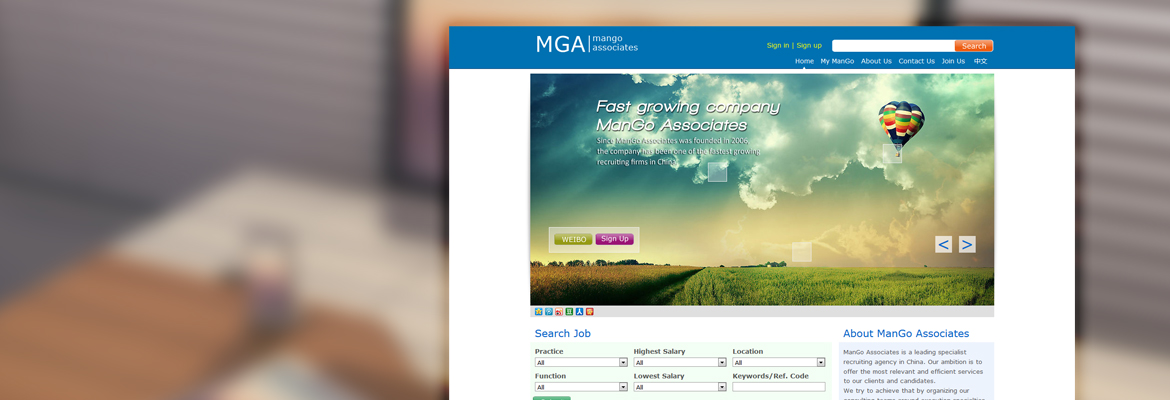 MGA mango
associates
Sign in | Sign up
Search
Home My ManGo About Us Contact Us Join Us 中文
Fast growing company
ManGo Associates
Since ManGo Associates was founded in 2006,
the company has been one of the fastest growing
recruiting firms in China.
WEIBO Sign Up
< >
Search Job
Practice Highest Salary Location
All All All
Function Lowest Salary Keywords/Ref. Code
All All
About ManGo Associates
ManGo Associates is a leading specialist
recruiting agency in China. Our ambition is to
offer the most relevant and efficient services
to our clients and candidates.
We try to achieve that by organizing our